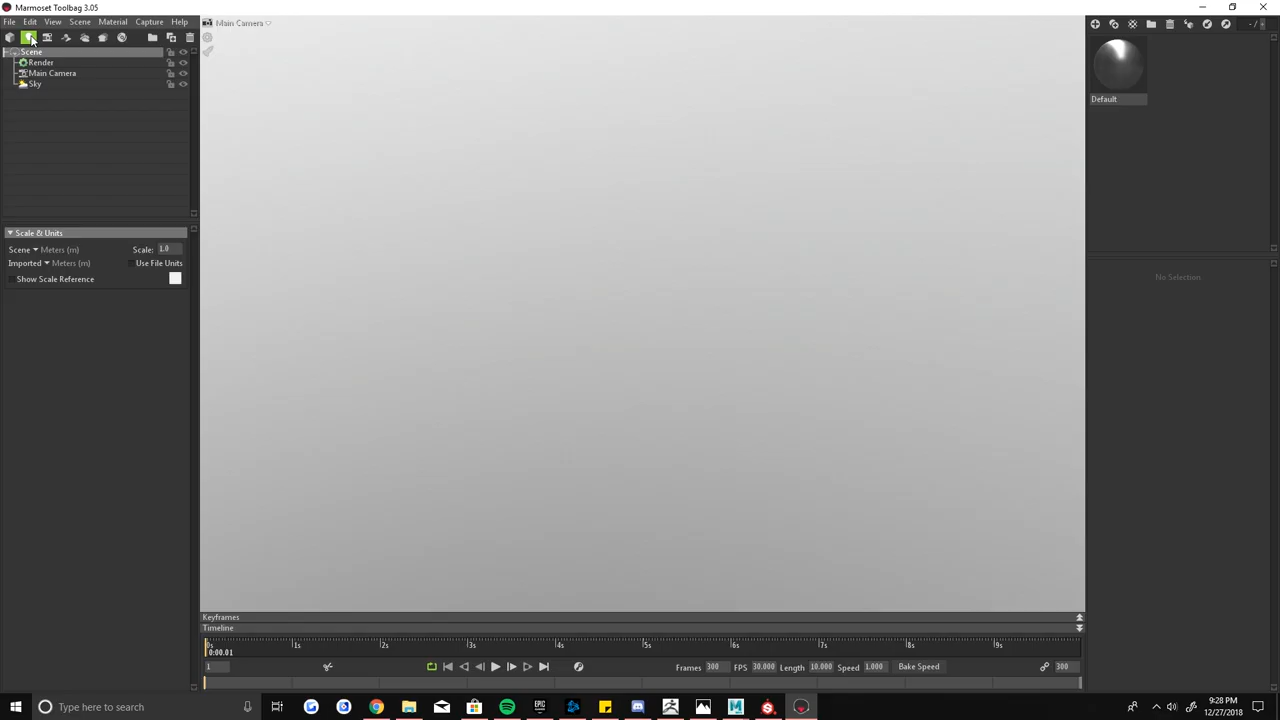 Marmoset Toolbag 3.05
File Edit View Scene Material Capture Help
Main Camera
Scene
Render
Main Camera
Sky
Default
Scale & Units
Scene Meters (m) Scale: 1.0
Imported Meters (m) Use File Units
Show Scale Reference
No Selection
Keyframes
Timeline
0s 1s 2s 3s 4s 5s 6s 7s 8s 9s
0:00.01
1 Frames 300 FPS 30.000 Length 10.000 Speed 1.000 Bake Speed 300
Type here to search
EPIC GAMES
9:28 PM
12/27/2018